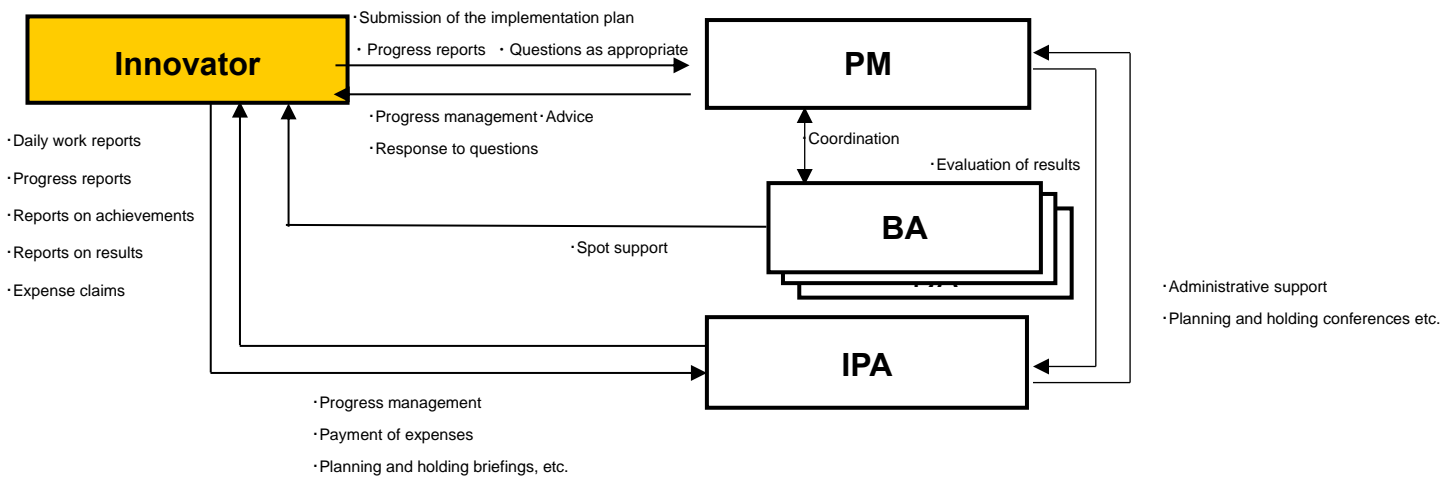 ·Submission of the implementation plan
・Progress reports ・Questions as appropriate
Innovator
PM
·Progress management·Advice
·Response to questions
·Daily work reports
·Progress reports
·Reports on achievements
·Reports on results
·Expense claims
·Coordination
·Evaluation of results
BA
·Spot support
·Administrative support
·Planning and holding conferences etc.
IPA
·Progress management
·Payment of expenses
·Planning and holding briefings, etc.